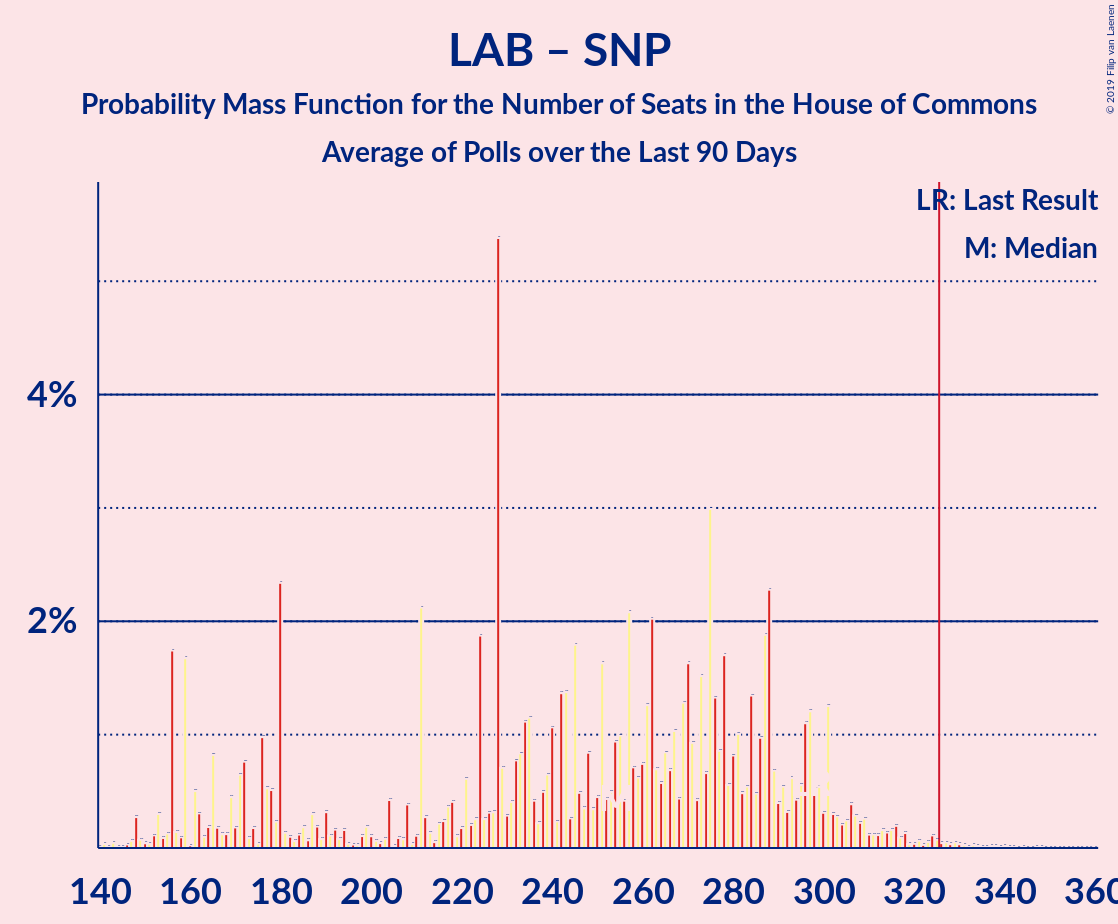 LAB – SNP
Probability Mass Function for the Number of Seats in the House of Commons
Average of Polls over the Last 90 Days
© 2019 Filip van Laenen
LR: Last Result
M: Median
4%
2%
140 160 180 200 220 240 260 280 300 320 340 360